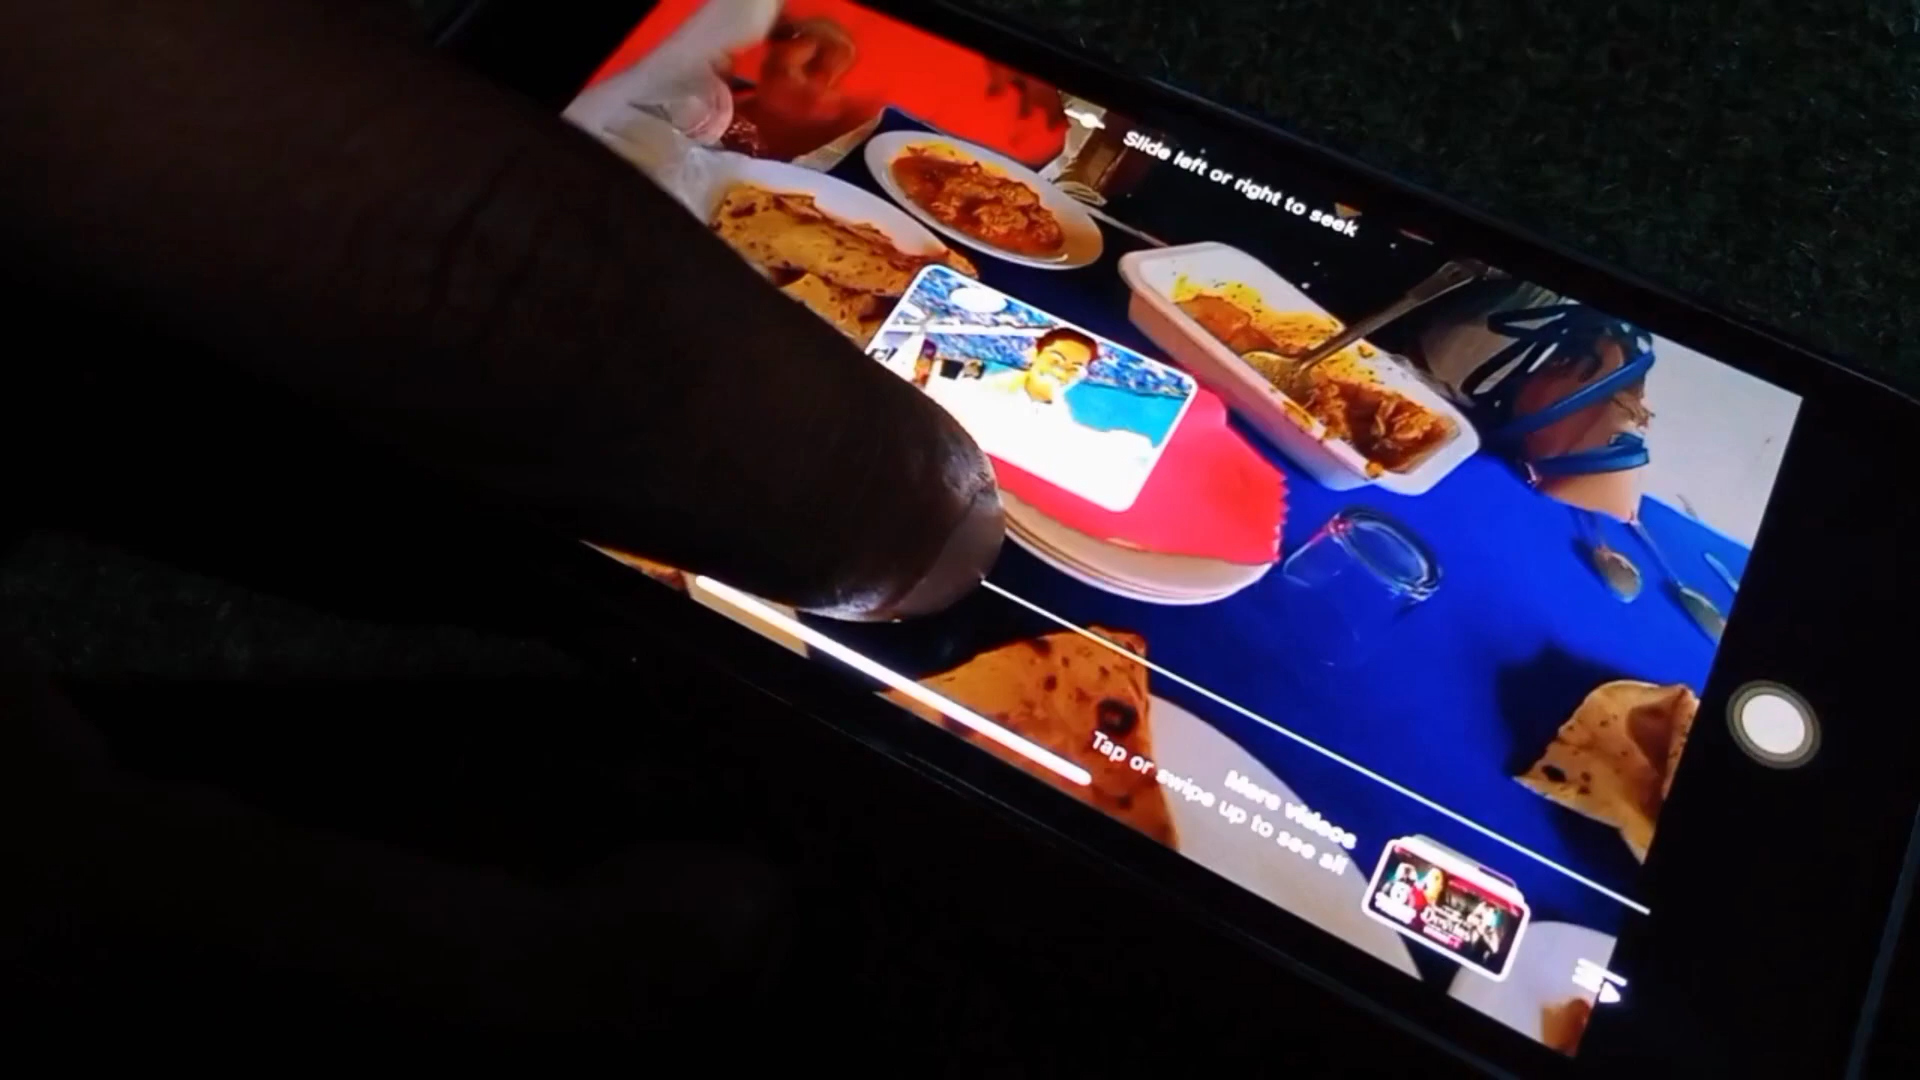 Slide left or right to seek
More videos
Tap or swipe up to see all